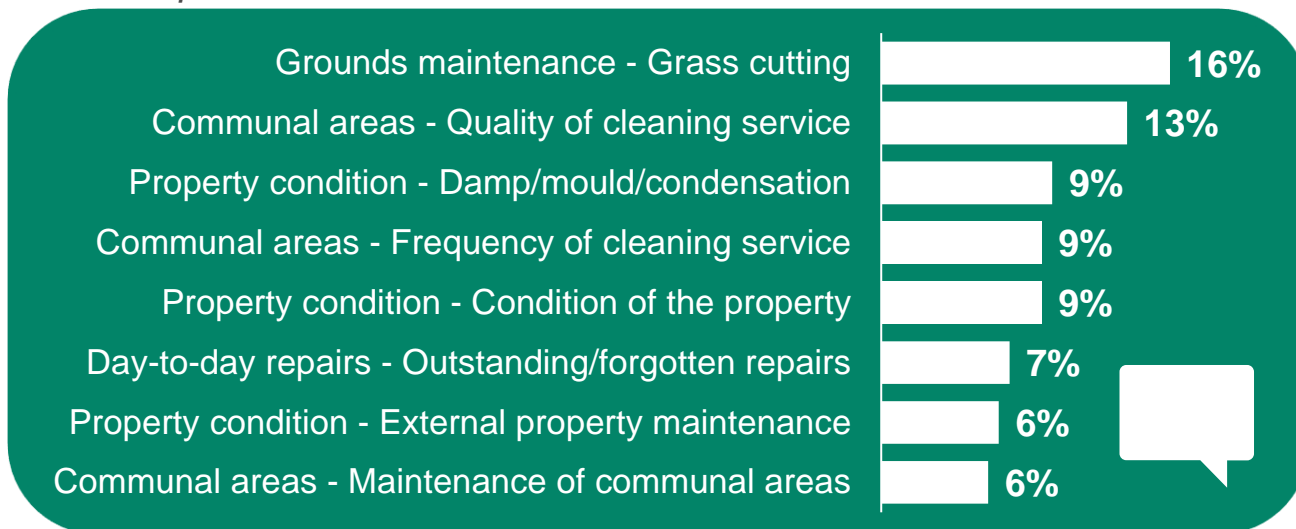 Grounds maintenance - Grass cutting 16%
Communal areas - Quality of cleaning service 13%
Property condition - Damp/mould/condensation 9%
Communal areas - Frequency of cleaning service 9%
Property condition - Condition of the property 9%
Day-to-day repairs - Outstanding/forgotten repairs 7%
Property condition - External property maintenance 6%
Communal areas - Maintenance of communal areas 6%